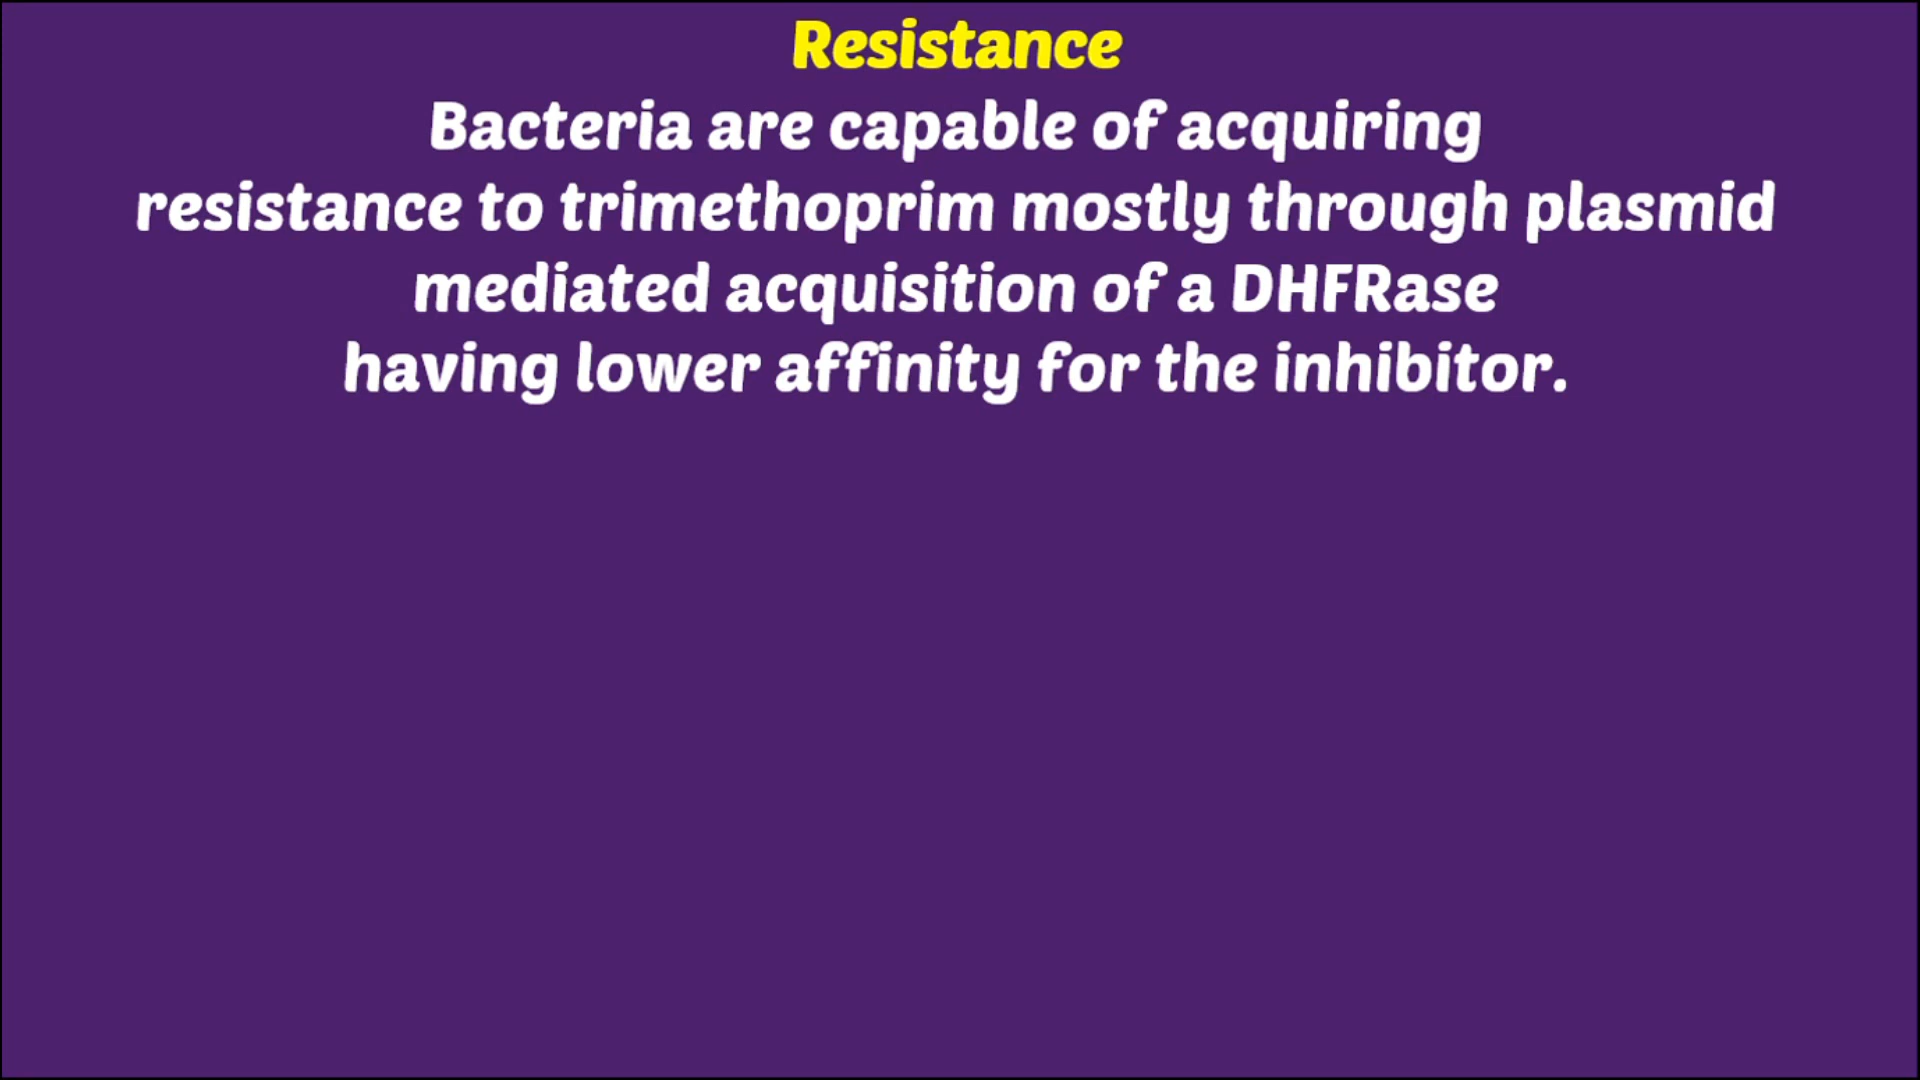 Resistance
Bacteria are capable of acquiring
resistance to trimethoprim mostly through plasmid
mediated acquisition of a DHFRase
having lower affinity for the inhibitor.